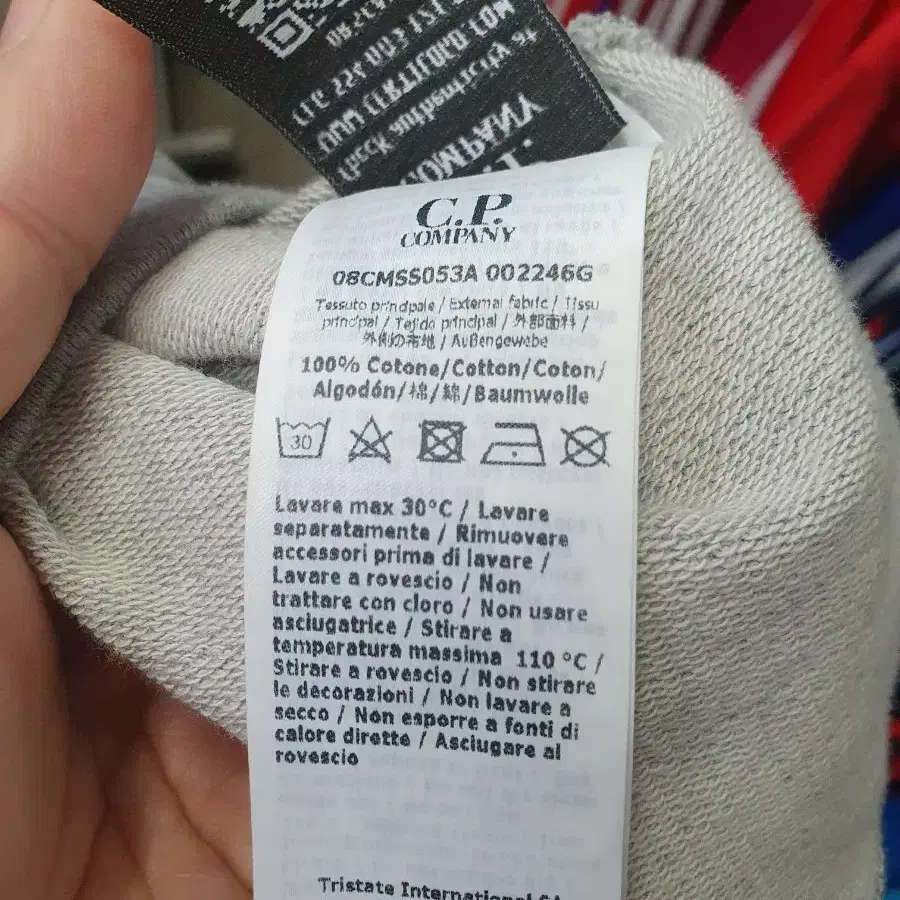 C.P.
COMPANY
08CMSS053A 002246G
Tessuto principale / External fabric / Tissu
principal / Tejido principal / 外部面料 /
外側の布地 / Außengewebe
100% Cotone/Cotton/Coton/
Algodón/棉/綿/Baumwolle
30
Lavare max 30°C / Lavare
separatamente / Rimuovere
accessori prima di lavare /
Lavare a rovescio / Non
trattare con cloro / Non usare
asciugatrice / Stirare a
temperatura massima 110 °C /
Stirare a rovescio / Non stirare
le decorazioni / Non lavare a
secco / Non esporre a fonti di
calore dirette / Asciugare al
rovescio
Tristate International